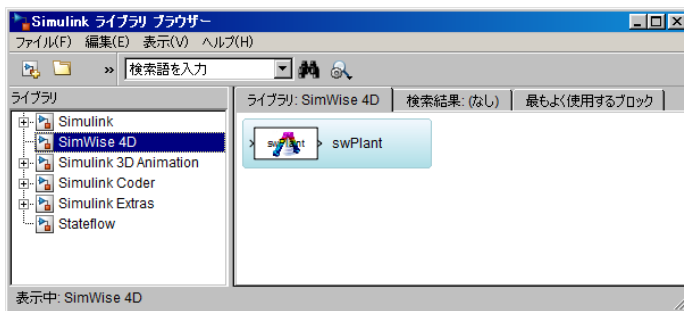 Simulink ライブラリ ブラウザー
ファイル(F) 編集(E) 表示(V) ヘルプ(H)
» 検索語を入力
ライブラリ
Simulink
SimWise 4D
Simulink 3D Animation
Simulink Coder
Simulink Extras
Stateflow
ライブラリ: SimWise 4D 検索結果: (なし) 最もよく使用するブロック
swPlant swPlant
表示中: SimWise 4D